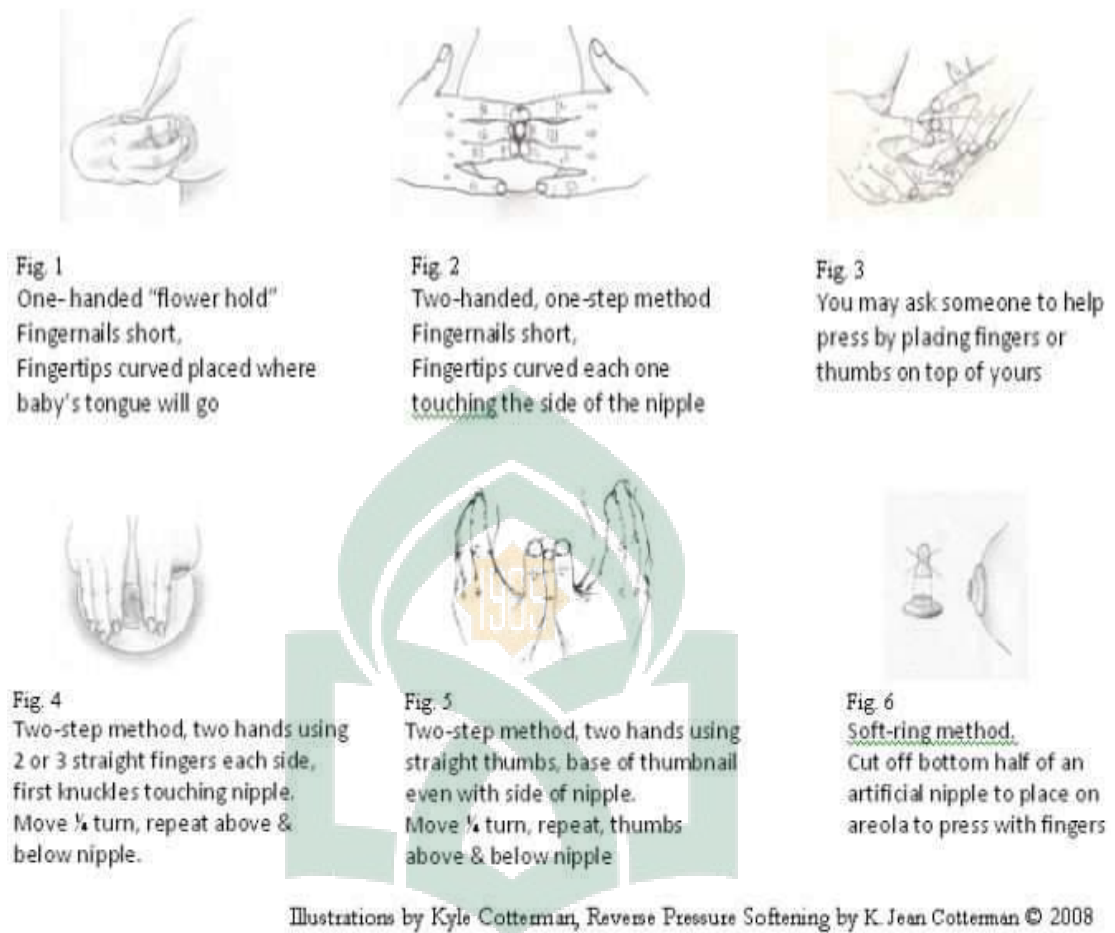 Fig. 1
One-handed "flower hold"
Fingernails short,
Fingertips curved placed where
baby's tongue will go
Fig. 2
Two-handed, one-step method
Fingernails short,
Fingertips curved each one
touching the side of the nipple
Fig. 3
You may ask someone to help
press by placing fingers or
thumbs on top of yours
Fig. 4
Two-step method, two hands using
2 or 3 straight fingers each side,
first knuckles touching nipple.
Move ¼ turn, repeat above &
below nipple.
1995
Fig. 5
Two-step method, two hands using
straight thumbs, base of thumbnail
even with side of nipple.
Move ¼ turn, repeat, thumbs
above & below nipple
Fig. 6
Soft-ring method.
Cut off bottom half of an
artificial nipple to place on
areola to press with fingers
Illustrations by Kyle Cotterman, Reverse Pressure Softening by K. Jean Cotterman © 2008